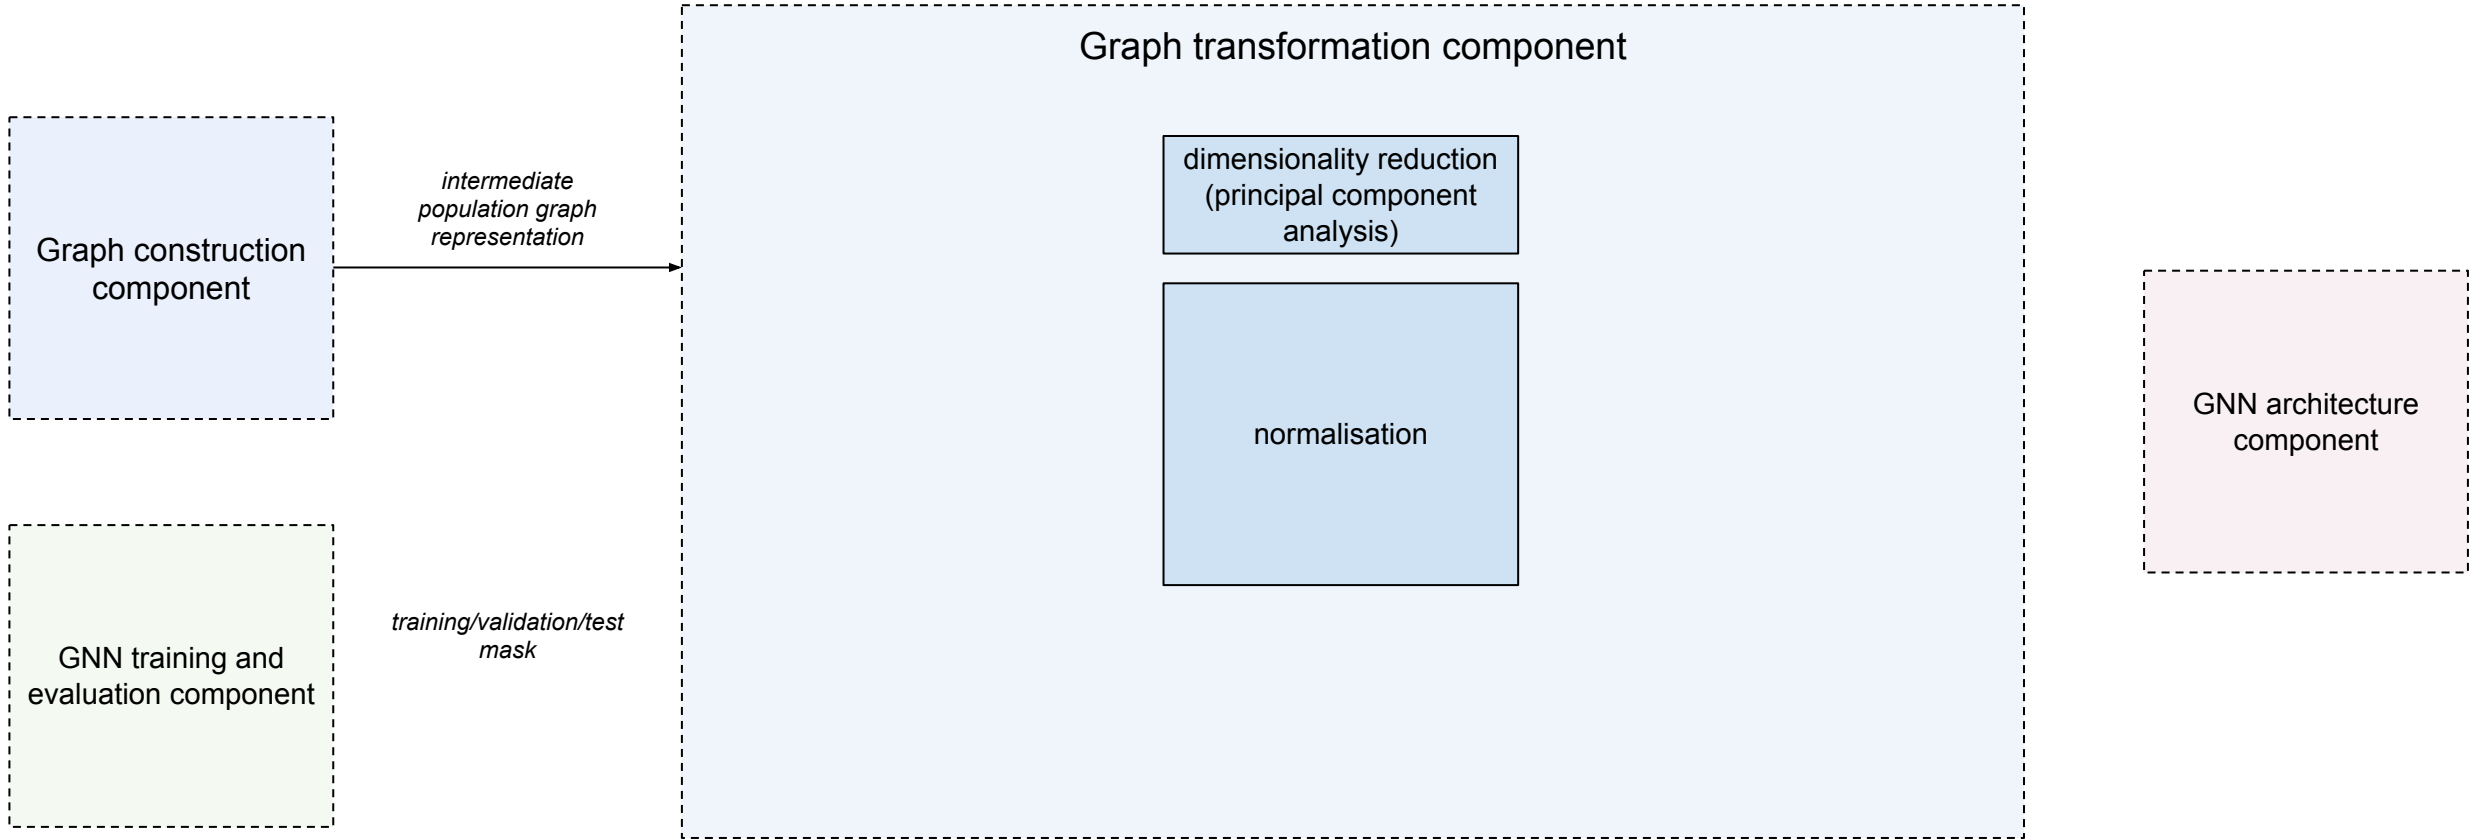 Graph transformation component
Graph construction
component
intermediate
population graph
representation
dimensionality reduction
(principal component
analysis)
normalisation
GNN architecture
component
GNN training and
evaluation component
training/validation/test
mask